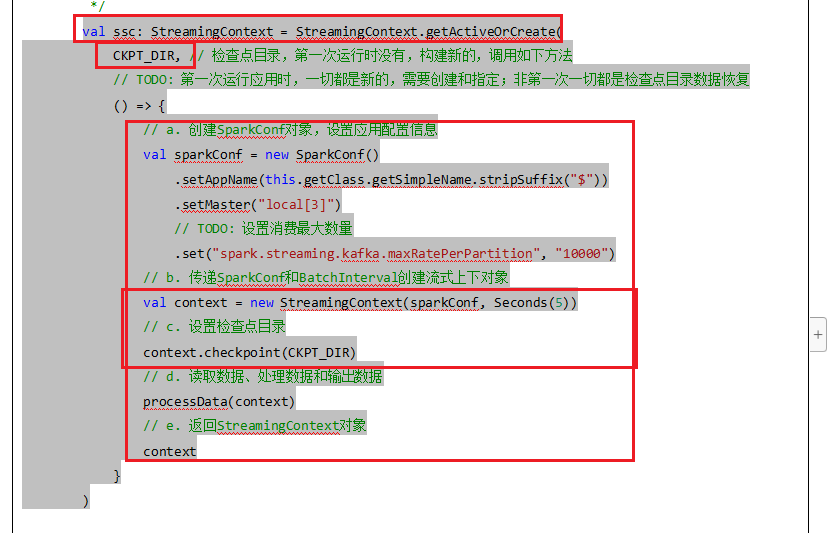 */
val ssc: StreamingContext = StreamingContext.getActiveOrCreate(
CKPT_DIR, // 检查点目录，第一次运行时没有，构建新的，调用如下方法
// TODO: 第一次运行应用时，一切都是新的，需要创建和指定；非第一次一切都是检查点目录数据恢复
() => {
// a. 创建SparkConf对象，设置应用配置信息
val sparkConf = new SparkConf()
.setAppName(this.getClass.getSimpleName.stripSuffix("$"))
.setMaster("local[3]")
// TODO: 设置消费最大数量
.set("spark.streaming.kafka.maxRatePerPartition", "10000")
// b. 传递SparkConf和BatchInterval创建流式上下对象
val context = new StreamingContext(sparkConf, Seconds(5))
// c. 设置检查点目录
context.checkpoint(CKPT_DIR)
// d. 读取数据、处理数据和输出数据
processData(context)
// e. 返回StreamingContext对象
context
}
)
+